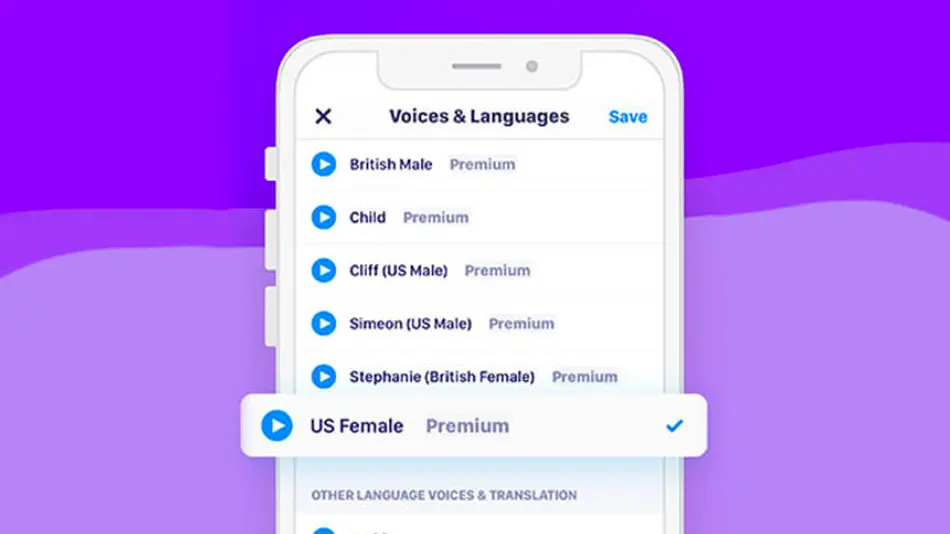 Voices & Languages Save
British Male Premium
Child Premium
Cliff (US Male) Premium
Simeon (US Male) Premium
Stephanie (British Female) Premium
US Female Premium
OTHER LANGUAGE VOICES & TRANSLATION